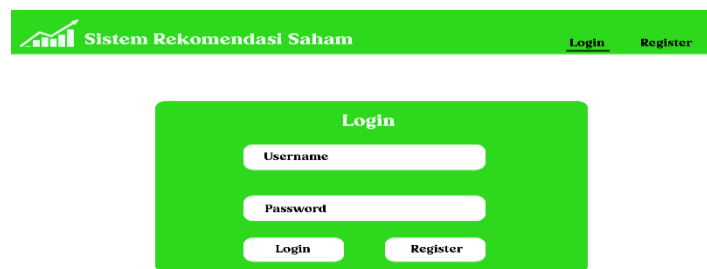 Sistem Rekomendasi Saham
Login Register
Login
Username
Password
Login Register